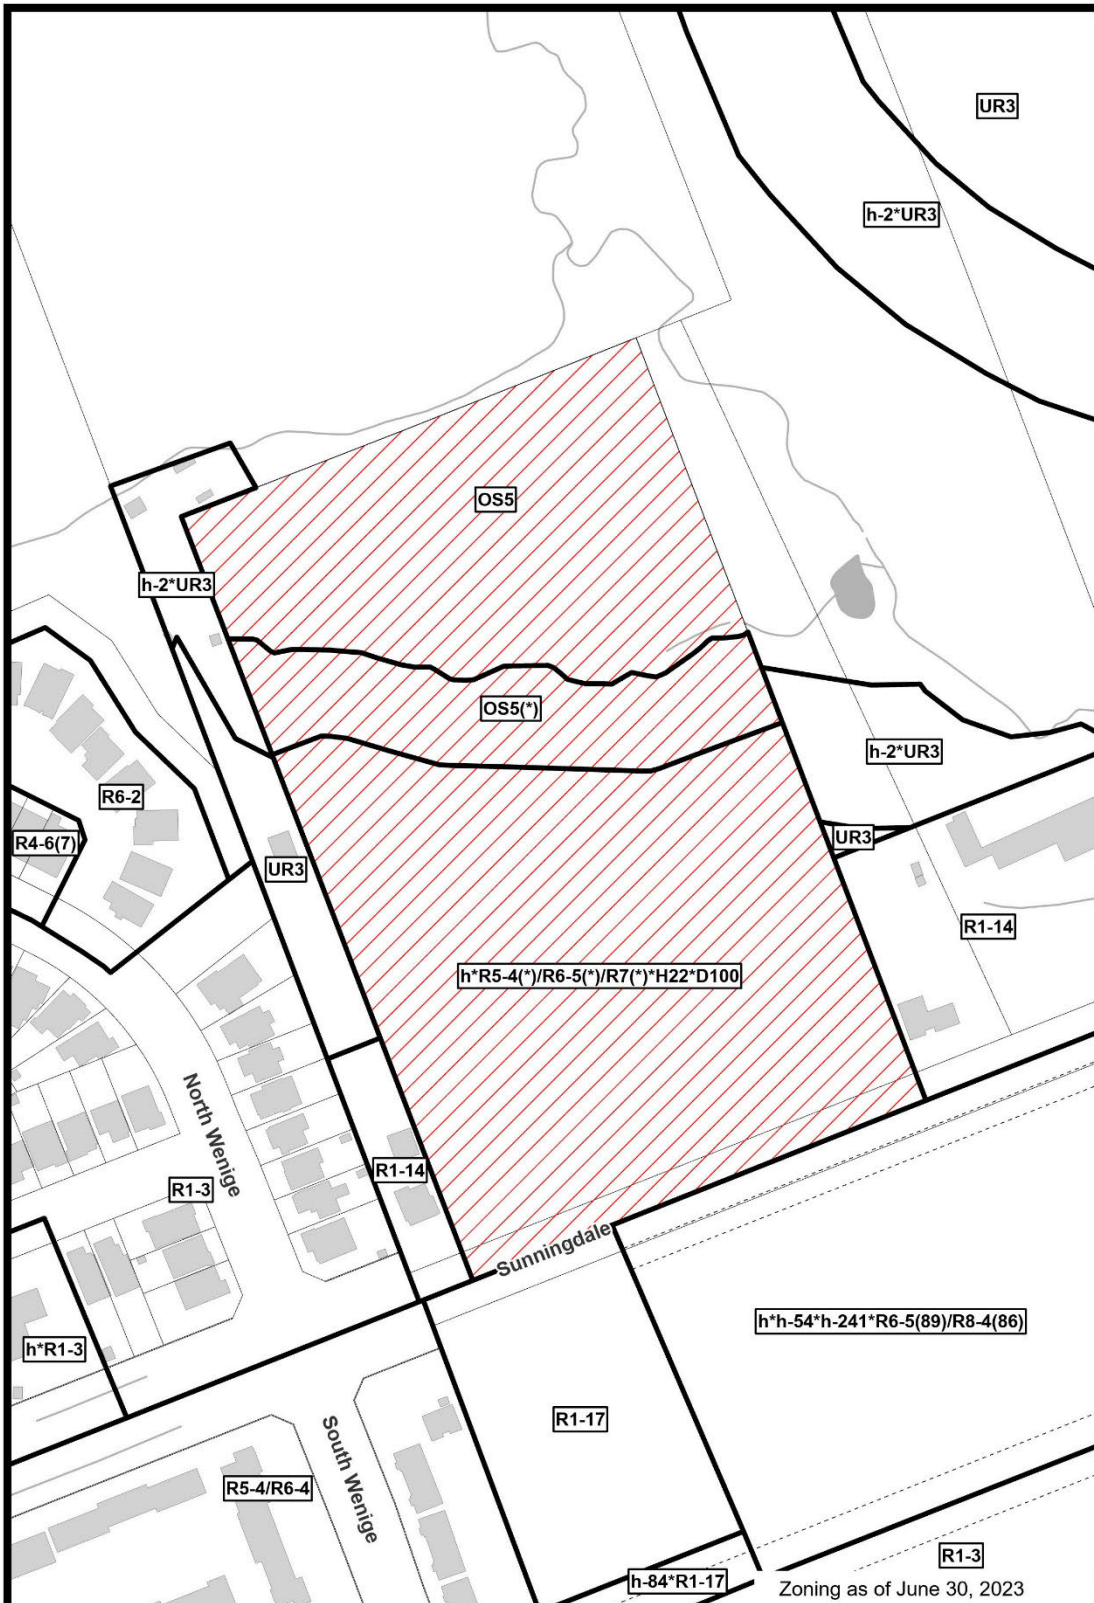 UR3
h-2*UR3
OS5
h-2*UR3
OS5(*)
h-2*UR3
R6-2
R4-6(7)
UR3
UR3
R1-14
h*R5-4(*)/R6-5(*)/R7(*)*H22*D100
North Wenige
R1-14
R1-3
Sunningdale
h*R1-3
h*h-54*h-241*R6-5(89)/R8-4(86)
R1-17
South Wenige
R5-4/R6-4
R1-3
h-84*R1-17
Zoning as of June 30, 2023